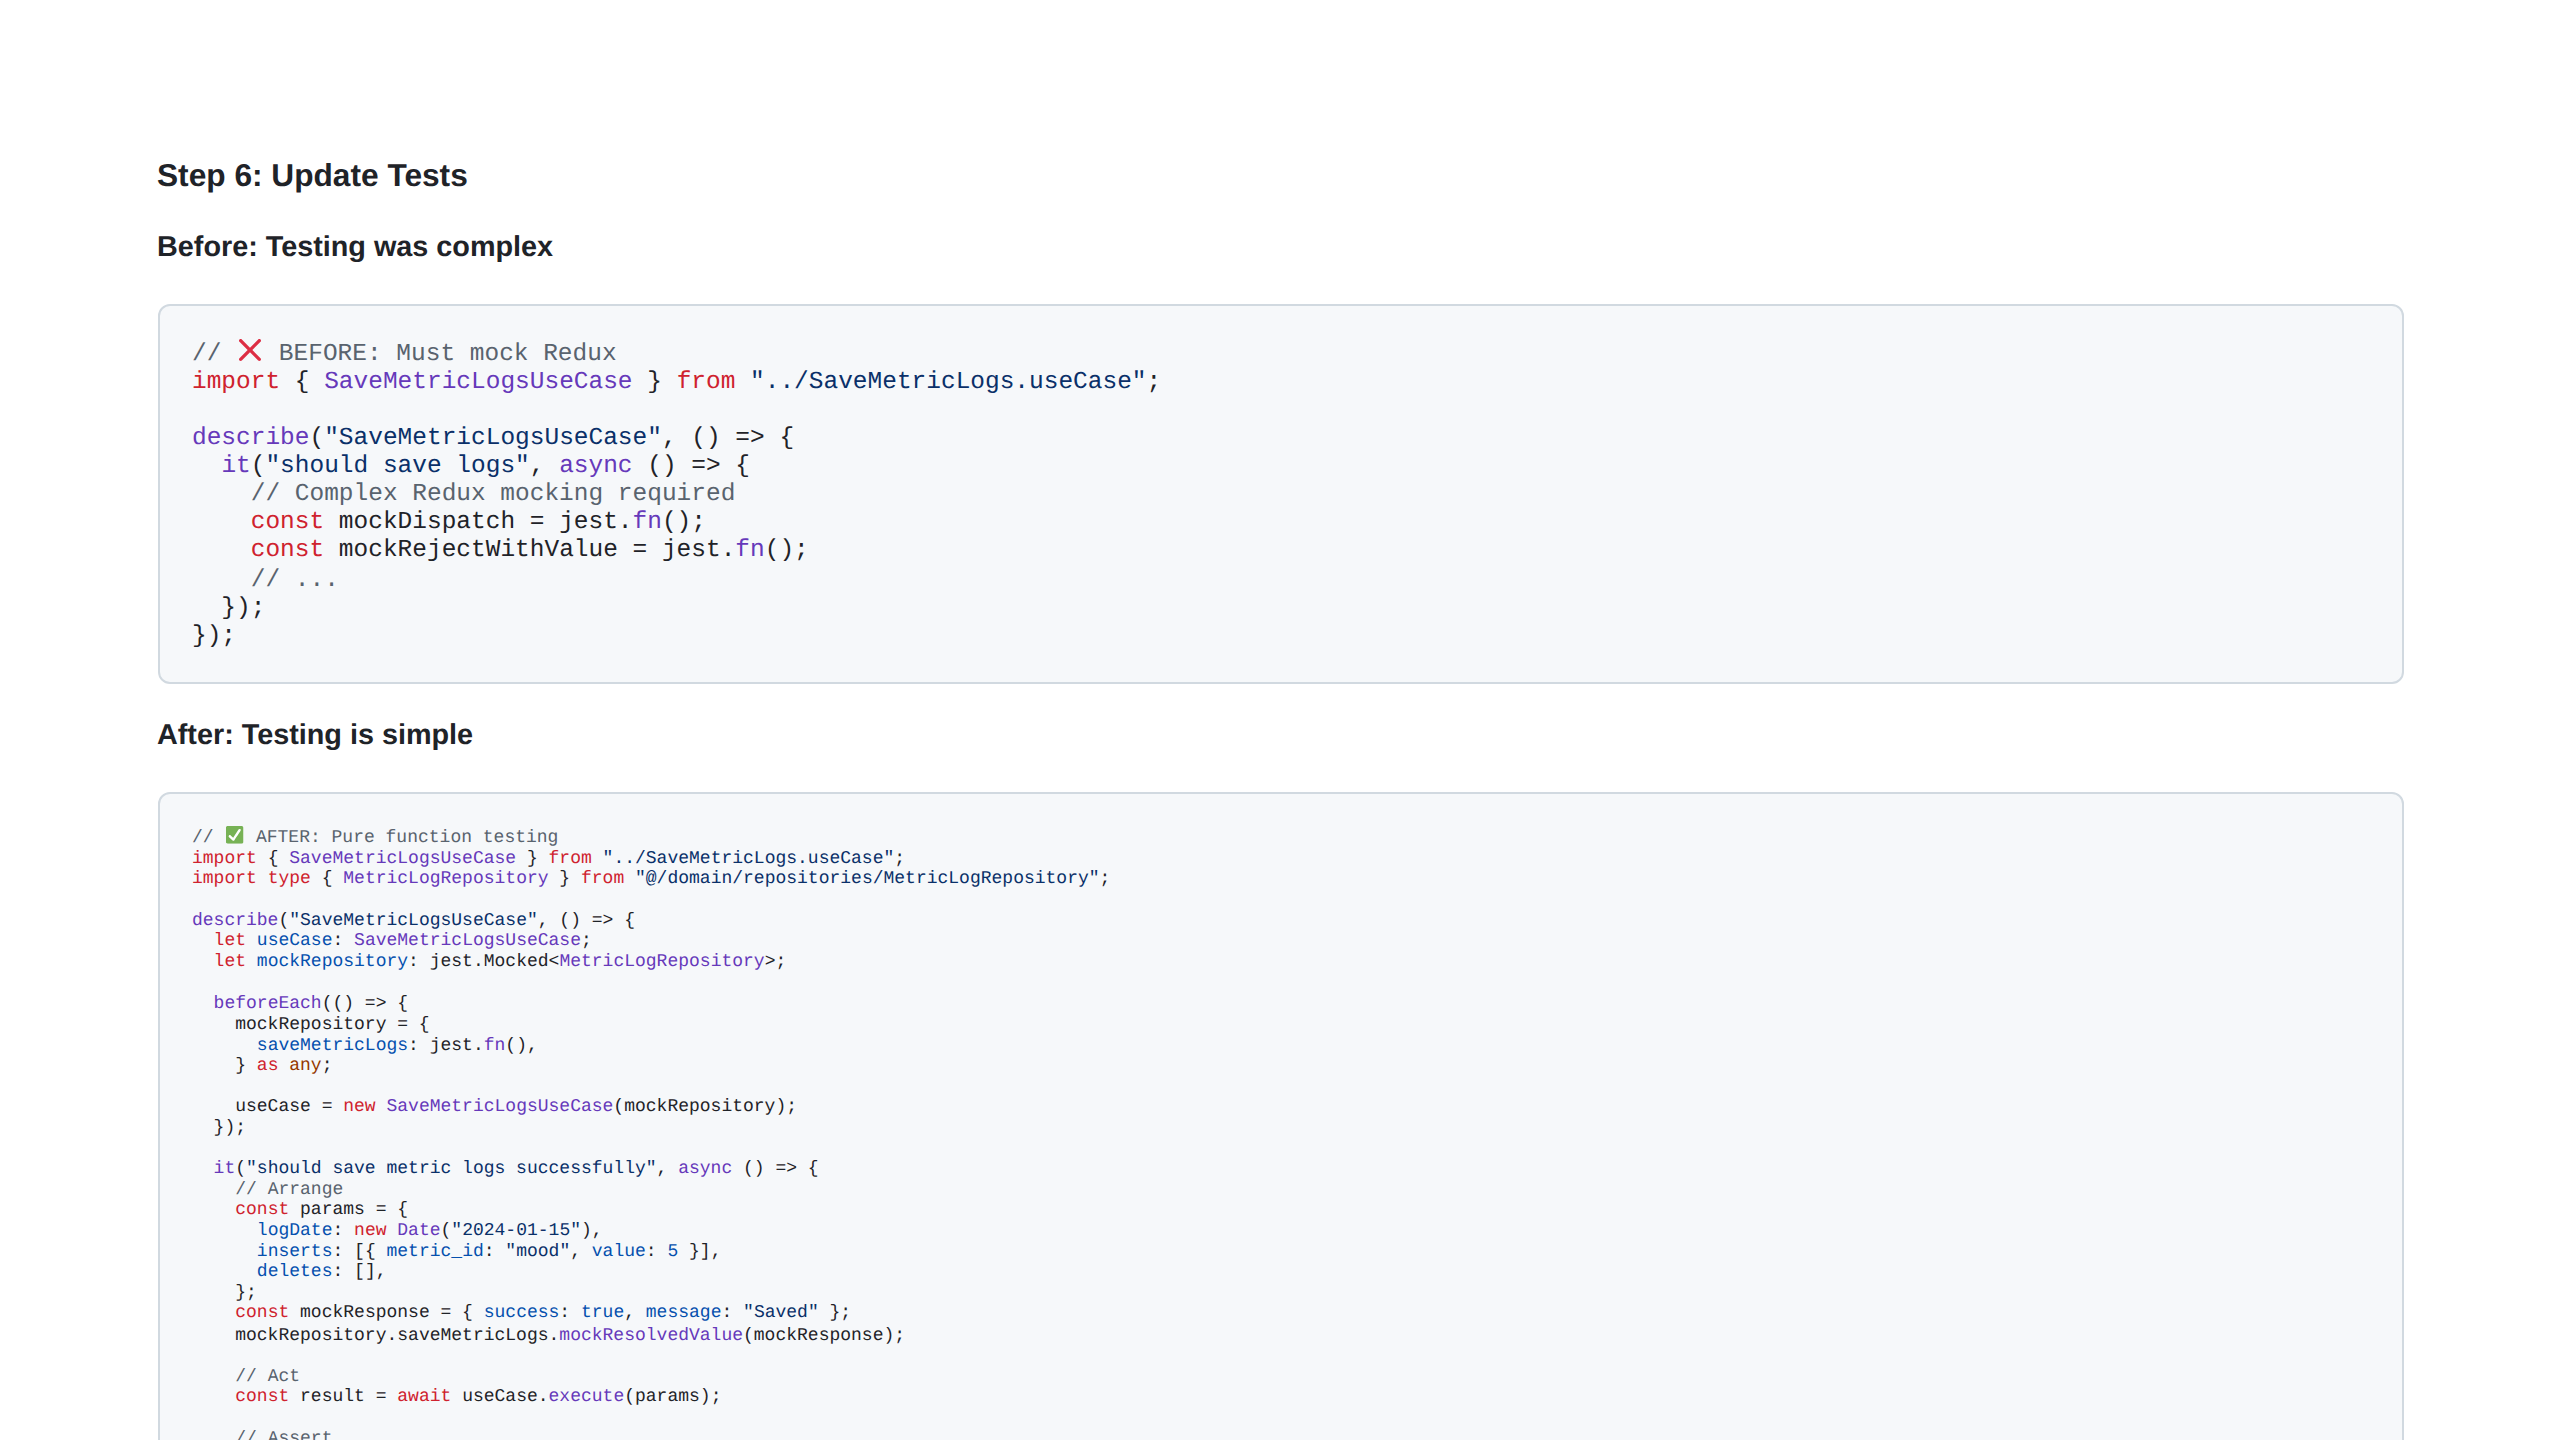 Step 6: Update Tests
Before: Testing was complex
// ❌ BEFORE: Must mock Redux
import { SaveMetricLogsUseCase } from "../SaveMetricLogs.useCase";
describe("SaveMetricLogsUseCase", () => {
  it("should save logs", async () => {
    // Complex Redux mocking required
    const mockDispatch = jest.fn();
    const mockRejectWithValue = jest.fn();
    // ...
  });
});
After: Testing is simple
// ✅ AFTER: Pure function testing
import { SaveMetricLogsUseCase } from "../SaveMetricLogs.useCase";
import type { MetricLogRepository } from "@/domain/repositories/MetricLogRepository";
describe("SaveMetricLogsUseCase", () => {
  let useCase: SaveMetricLogsUseCase;
  let mockRepository: jest.Mocked<MetricLogRepository>;
  beforeEach(() => {
    mockRepository = {
      saveMetricLogs: jest.fn(),
    } as any;
    useCase = new SaveMetricLogsUseCase(mockRepository);
  });
  it("should save metric logs successfully", async () => {
    // Arrange
    const params = {
      logDate: new Date("2024-01-15"),
      inserts: [{ metric_id: "mood", value: 5 }],
      deletes: [],
    };
    const mockResponse = { success: true, message: "Saved" };
    mockRepository.saveMetricLogs.mockResolvedValue(mockResponse);
    // Act
    const result = await useCase.execute(params);
    // Assert